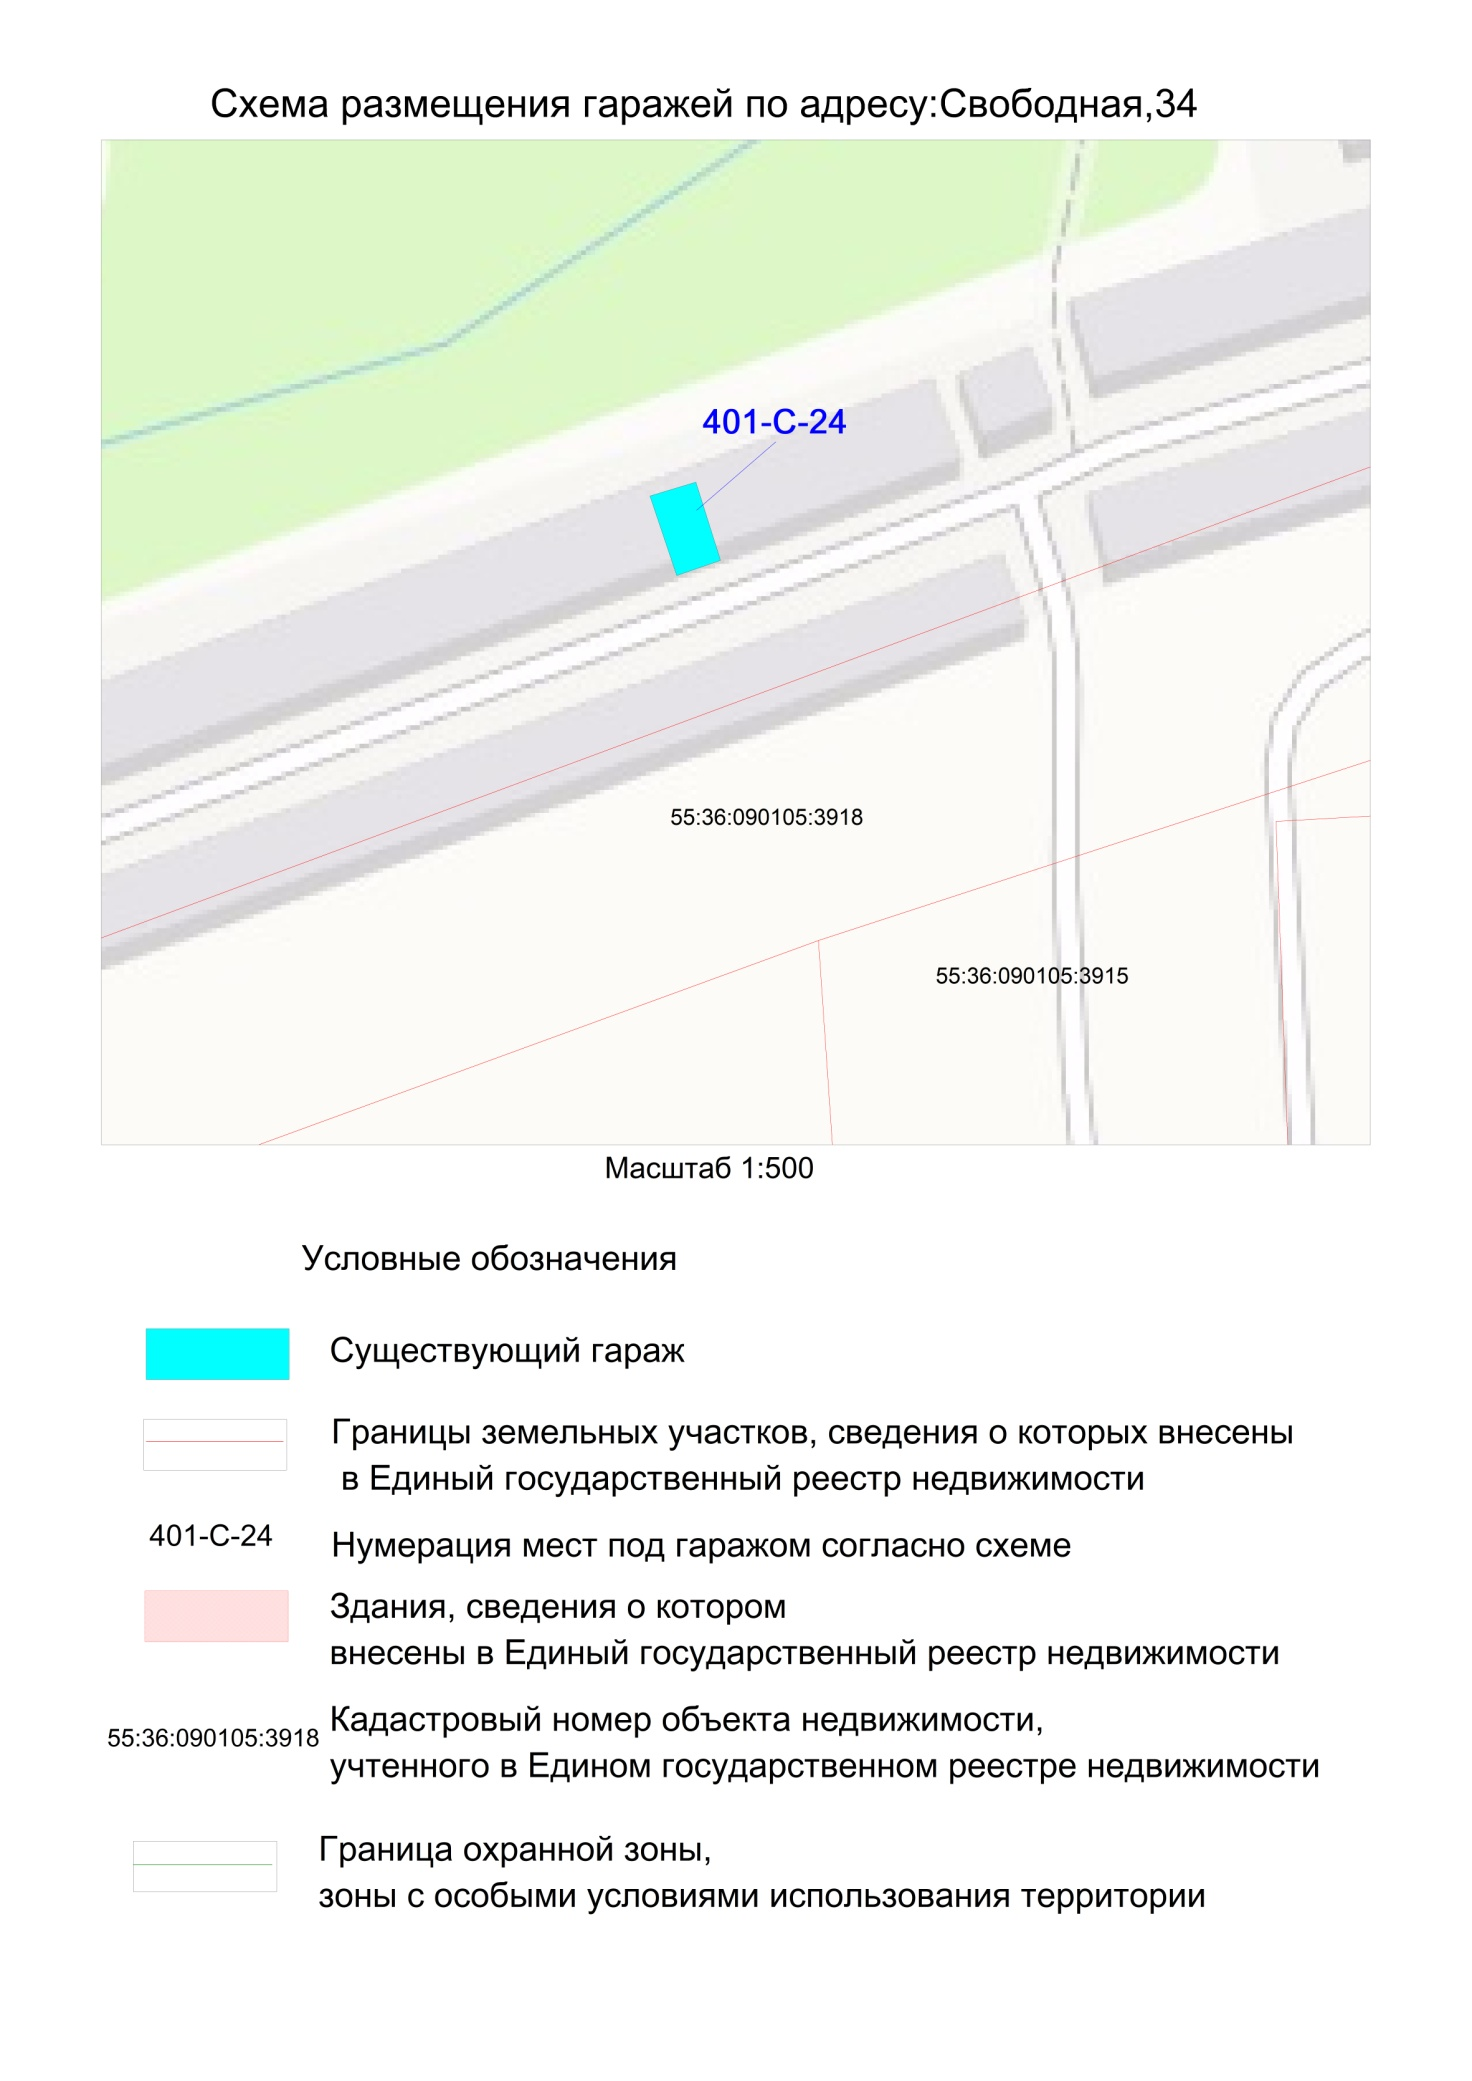 Схема размещения гаражей по адресу:Свободная,34
401-С-24
55:36:090105:3918
55:36:090105:3915
Масштаб 1:500
Условные обозначения
Существующий гараж
Границы земельных участков, сведения о которых внесены
в Единый государственный реестр недвижимости
401-С-24
Нумерация мест под гаражом согласно схеме
Здания, сведения о котором
внесены в Единый государственный реестр недвижимости
55:36:090105:3918
Кадастровый номер объекта недвижимости,
учтенного в Едином государственном реестре недвижимости
Граница охранной зоны,
зоны с особыми условиями использования территории